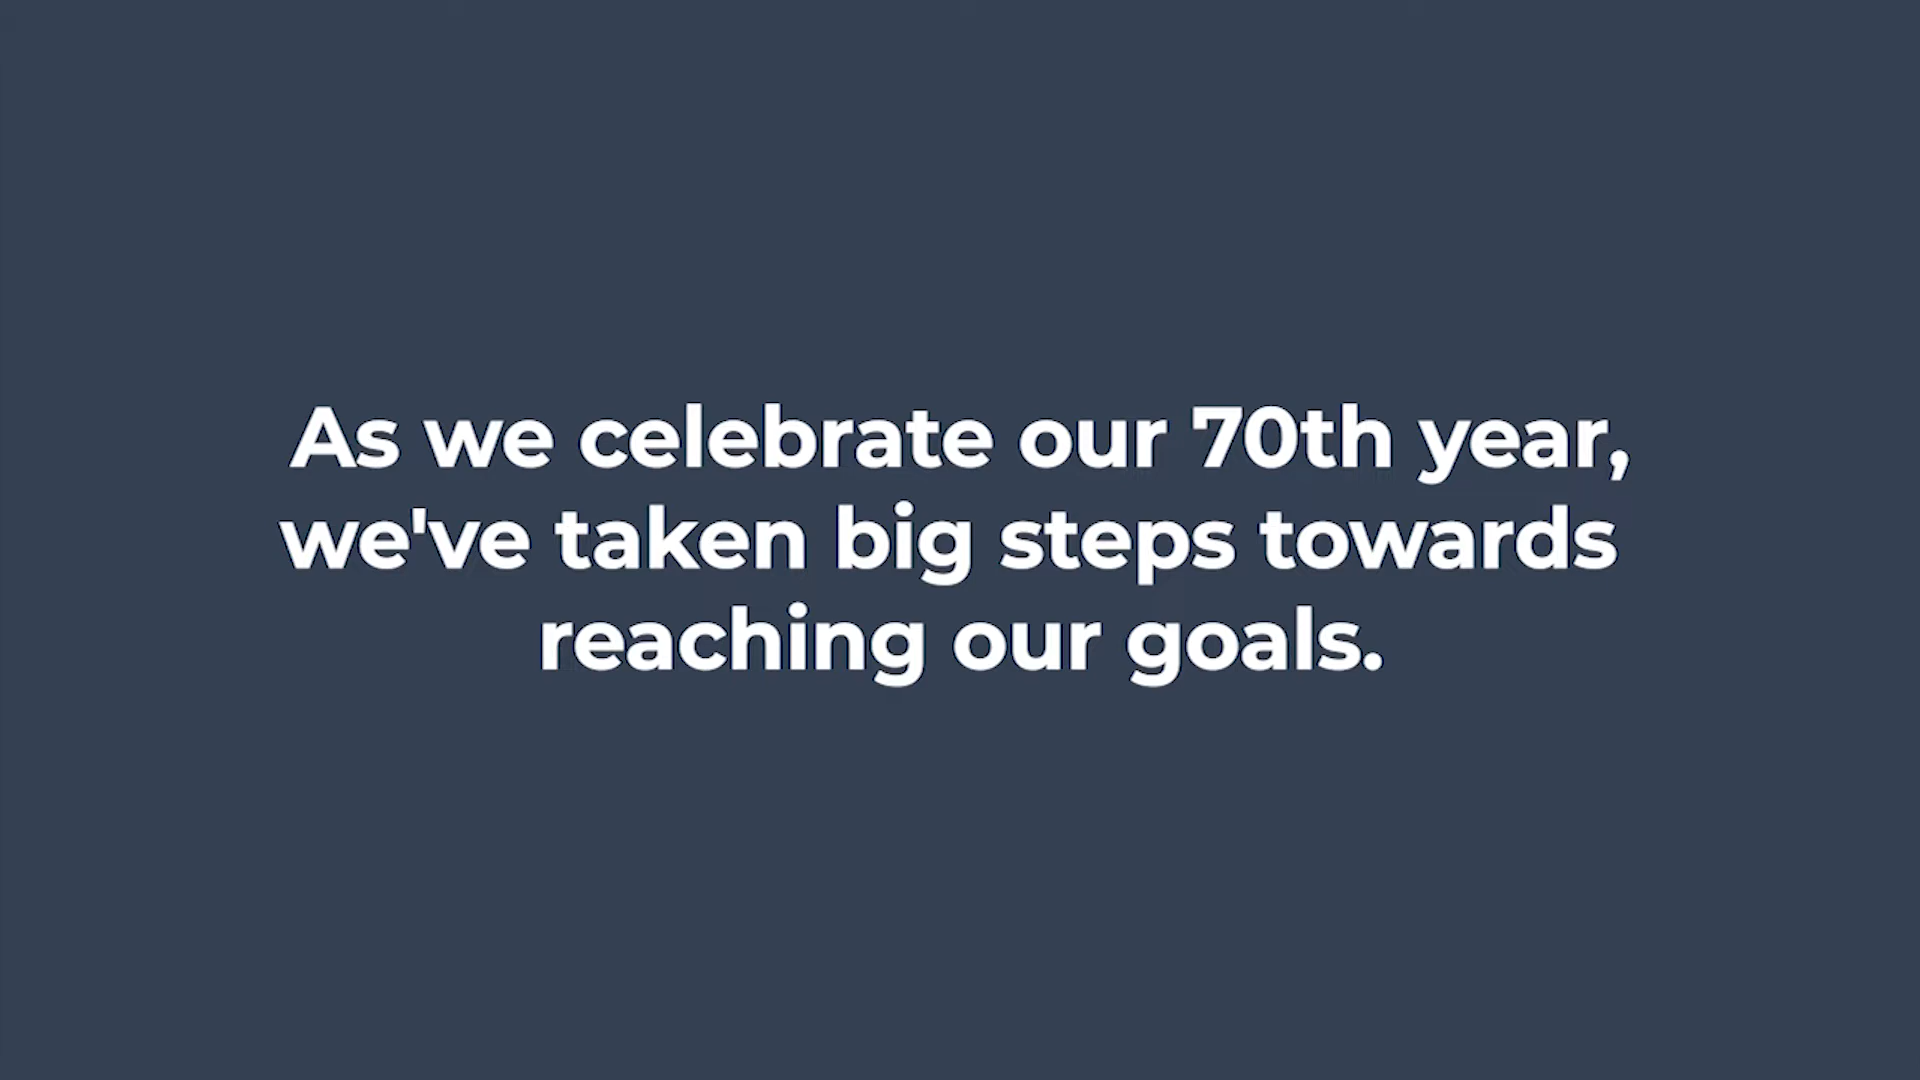 As we celebrate our 70th year,
we've taken big steps towards
reaching our goals.